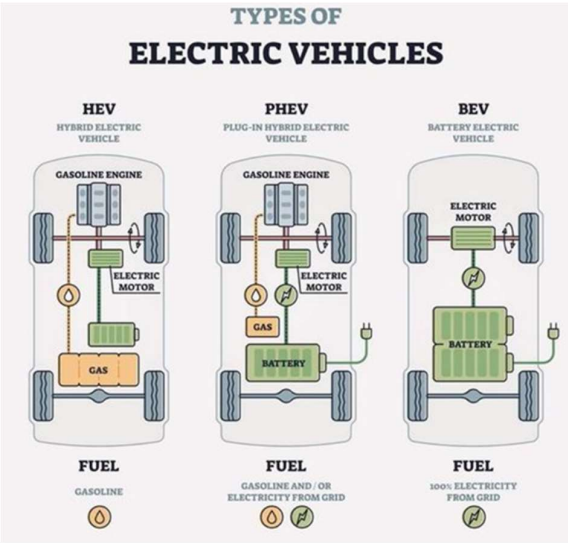 TYPES OF
ELECTRIC VEHICLES
HEV
HYBRID ELECTRIC
VEHICLE
GASOLINE ENGINE
ELECTRIC
MOTOR
GAS
FUEL
GASOLINE
PHEV
PLUG-IN HYBRID ELECTRIC
VEHICLE
GASOLINE ENGINE
ELECTRIC
MOTOR
GAS
BATTERY
FUEL
GASOLINE AND / OR
ELECTRICITY FROM GRID
BEV
BATTERY ELECTRIC
VEHICLE
ELECTRIC
MOTOR
BATTERY
FUEL
100% ELECTRICITY
FROM GRID